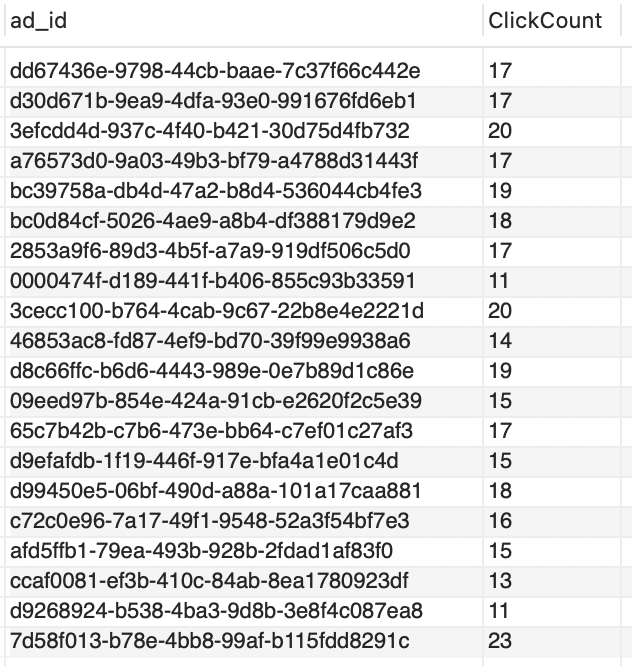 ad_id ClickCount
dd67436e-9798-44cb-baae-7c37f66c442e 17
d30d671b-9ea9-4dfa-93e0-991676fd6eb1 17
3efcdd4d-937c-4f40-b421-30d75d4fb732 20
a76573d0-9a03-49b3-bf79-a4788d31443f 17
bc39758a-db4d-47a2-b8d4-536044cb4fe3 19
bc0d84cf-5026-4ae9-a8b4-df388179d9e2 18
2853a9f6-89d3-4b5f-a7a9-919df506c5d0 17
0000474f-d189-441f-b406-855c93b33591 11
3cecc100-b764-4cab-9c67-22b8e4e2221d 20
46853ac8-fd87-4ef9-bd70-39f99e9938a6 14
d8c66ffc-b6d6-4443-989e-0e7b89d1c86e 19
09eed97b-854e-424a-91cb-e2620f2c5e39 15
65c7b42b-c7b6-473e-bb64-c7ef01c27af3 17
d9efafdb-1f19-446f-917e-bfa4a1e01c4d 15
d99450e5-06bf-490d-a88a-101a17caa881 18
c72c0e96-7a17-49f1-9548-52a3f54bf7e3 16
afd5ffb1-79ea-493b-928b-2fdad1af83f0 15
ccaf0081-ef3b-410c-84ab-8ea1780923df 13
d9268924-b538-4ba3-9d8b-3e8f4c087ea8 11
7d58f013-b78e-4bb8-99af-b115fdd8291c 23